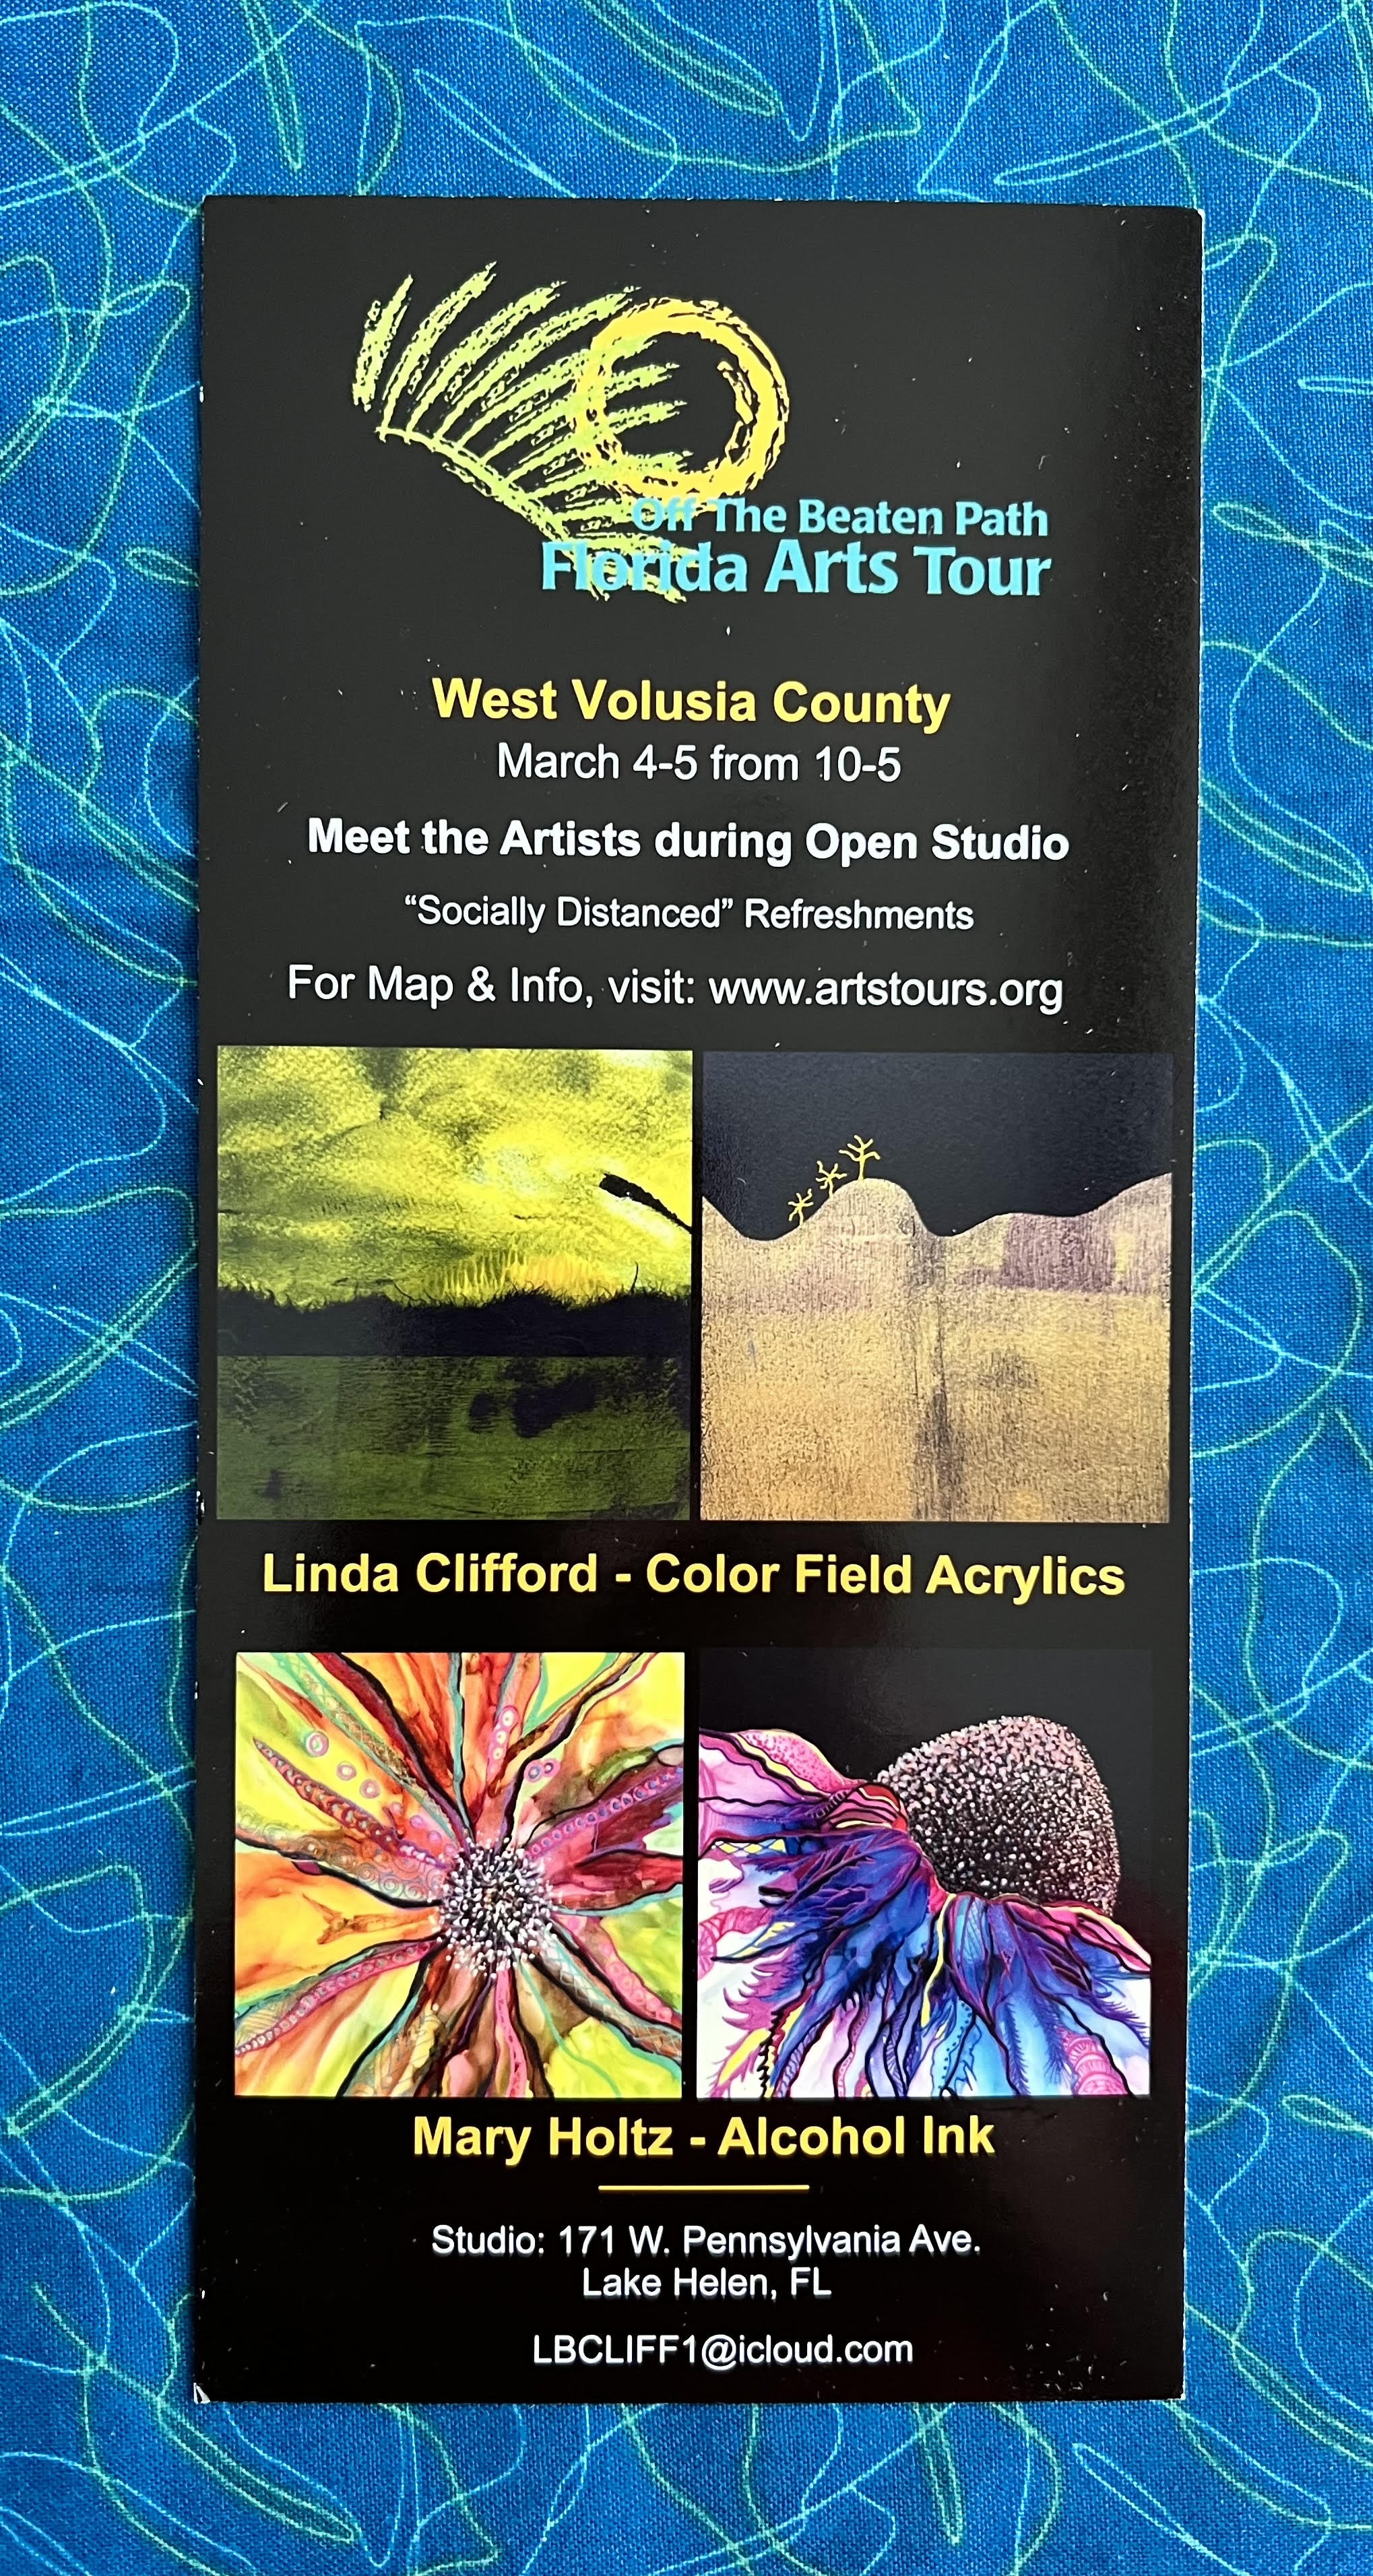 Off The Beaten Path
Florida Arts Tour
West Volusia County
March 4-5 from 10-5
Meet the Artists during Open Studio
“Socially Distanced” Refreshments
For Map & Info, visit: www.artstours.org
Linda Clifford - Color Field Acrylics
Mary Holtz - Alcohol Ink
Studio: 171 W. Pennsylvania Ave.
Lake Helen, FL
LBCLIFF1@icloud.com